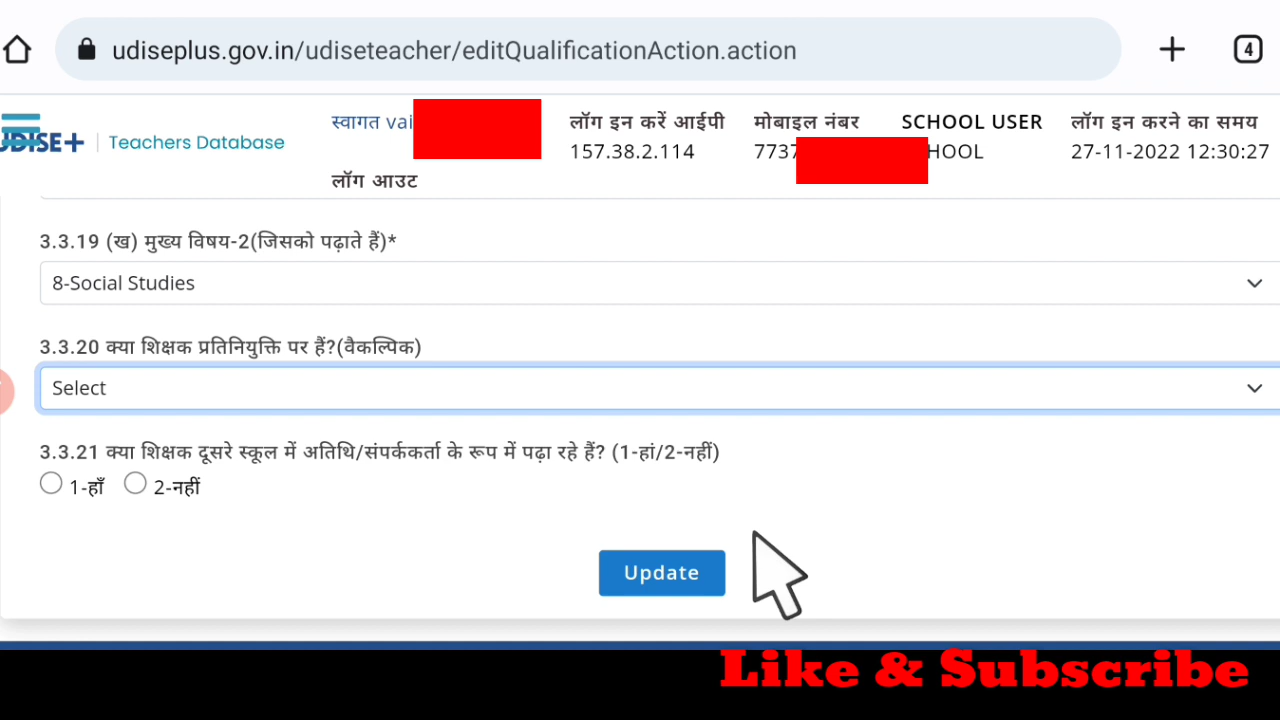 udiseplus.gov.in/udiseteacher/editQualificationAction.action
4
स्वागत vai
लॉग इन करें आईपी
157.38.2.114
मोबाइल नंबर
SCHOOL USER
HOOL
लॉग इन करने का समय
27-11-2022 12:30:27
UDISE+ Teachers Database
लॉग आउट
3.3.19 (ख) मुख्य विषय-2(जिसको पढ़ाते हैं)*
8-Social Studies
3.3.20 क्या शिक्षक प्रतिनियुक्ति पर हैं?(वैकल्पिक)
Select
3.3.21 क्या शिक्षक दूसरे स्कूल में अतिथि/संपर्ककर्ता के रूप में पढ़ा रहे हैं? (1-हां/2-नहीं)
1-हाँ 2-नहीं
Update
Like & Subscribe